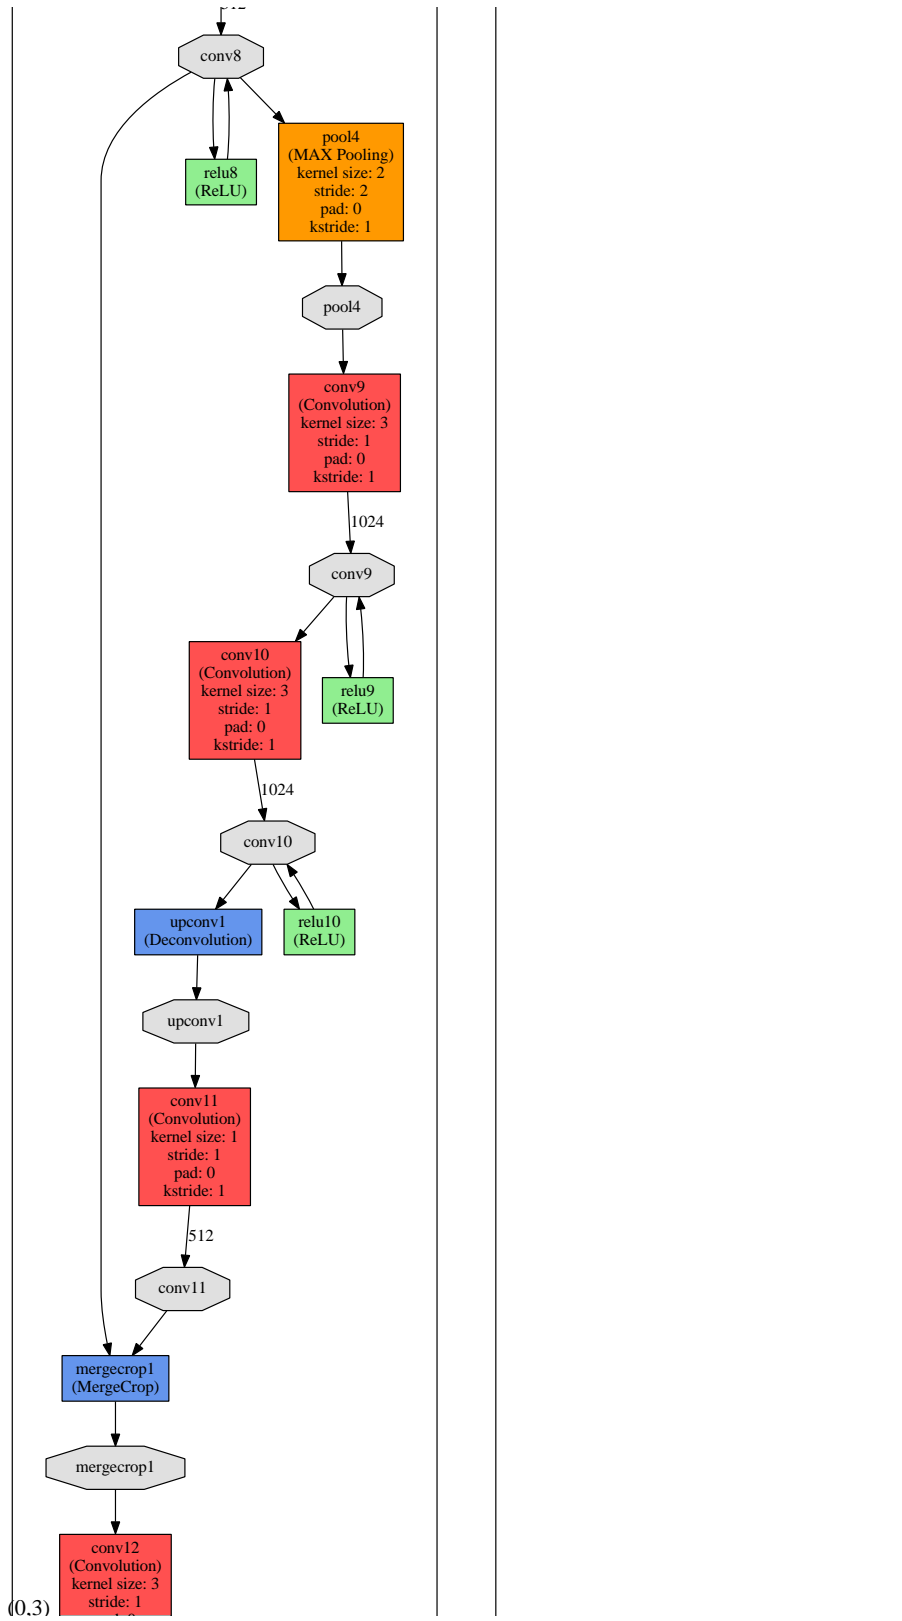 conv8
pool4
(MAX Pooling)
kernel size: 2
stride: 2
pad: 0
kstride: 1
relu8
(ReLU)
pool4
conv9
(Convolution)
kernel size: 3
stride: 1
pad: 0
kstride: 1
1024
conv9
conv10
(Convolution)
kernel size: 3
stride: 1
pad: 0
kstride: 1
relu9
(ReLU)
1024
conv10
upconv1
(Deconvolution)
relu10
(ReLU)
upconv1
conv11
(Convolution)
kernel size: 1
stride: 1
pad: 0
kstride: 1
512
conv11
mergecrop1
(MergeCrop)
mergecrop1
conv12
(Convolution)
kernel size: 3
stride: 1
(0,3)